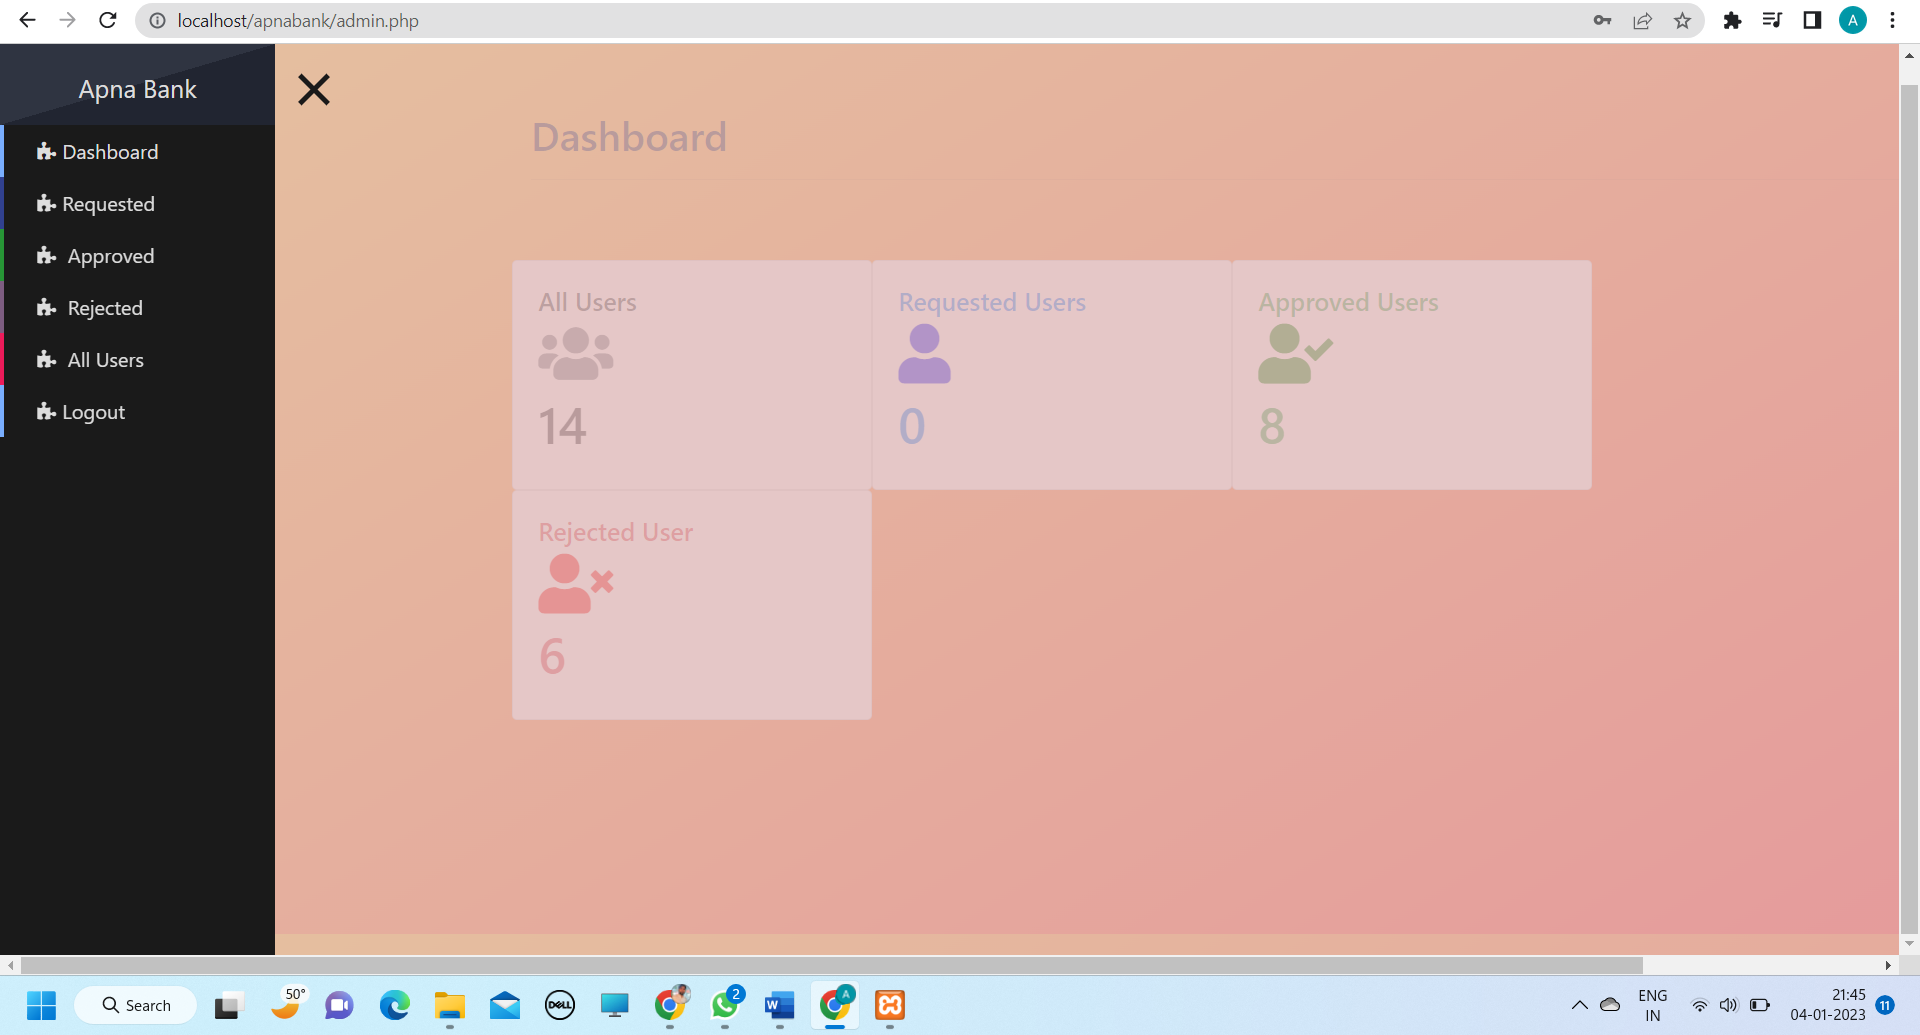 localhost/apnabank/admin.php
A
Apna Bank
Dashboard
Requested
Approved
Rejected
All Users
Logout
Dashboard
All Users
14
Requested Users
0
Approved Users
8
Rejected User
6
Search
50°
DELL
2
W
A
ENG
IN
21:45
04-01-2023
11